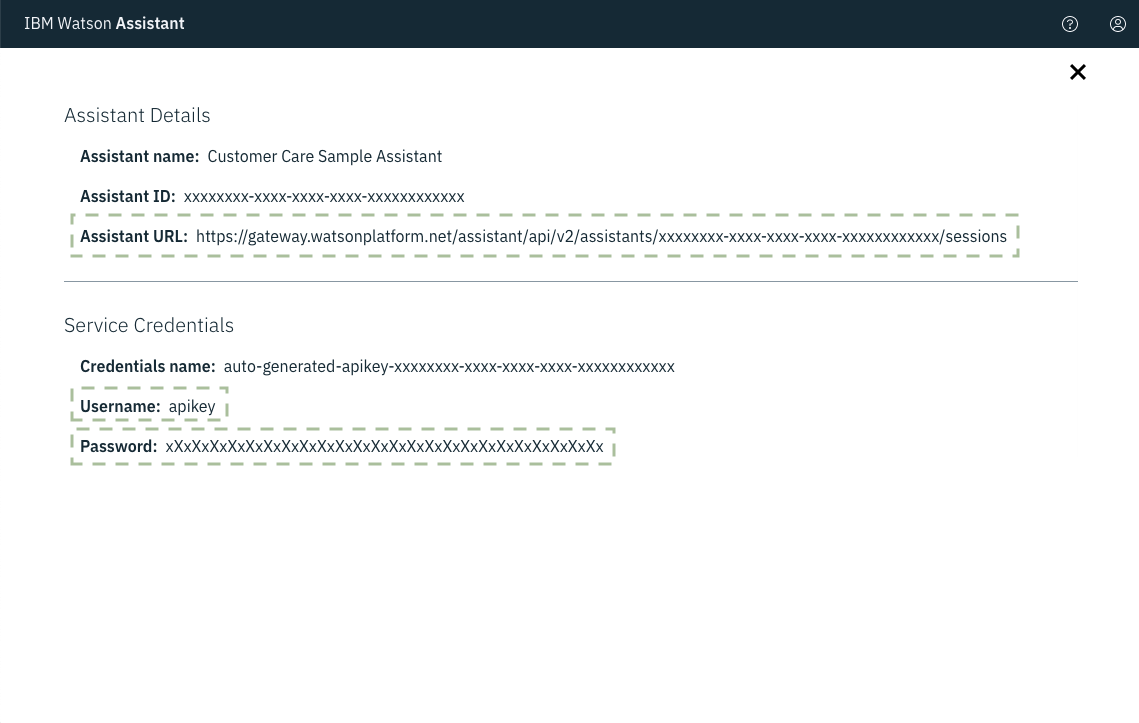 IBM Watson Assistant
Assistant Details
Assistant name: Customer Care Sample Assistant
Assistant ID: xxxxxxxx-xxxx-xxxx-xxxx-xxxxxxxxxxxx
Assistant URL: https://gateway.watsonplatform.net/assistant/api/v2/assistants/xxxxxxxx-xxxx-xxxx-xxxx-xxxxxxxxxxxx/sessions
Service Credentials
Credentials name: auto-generated-apikey-xxxxxxxx-xxxx-xxxx-xxxx-xxxxxxxxxxxx
Username: apikey
Password: xXxXxXxXxXxXxXxXxXxXxXxXxXxXxXxXxXxXxXxXxXxXxXxXx